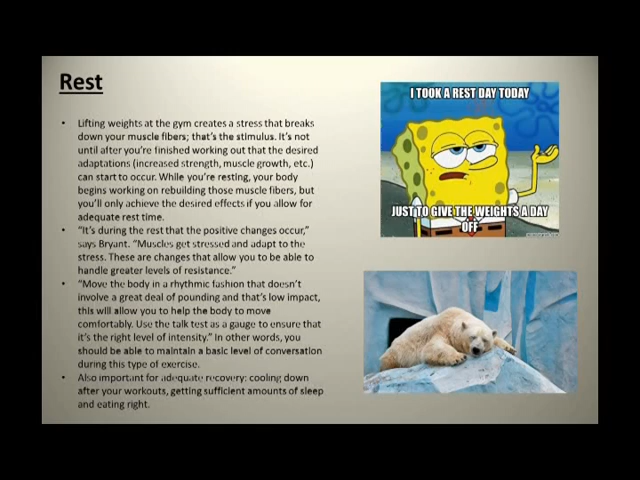 Rest
• Lifting weights at the gym creates a stress that breaks
down your muscle fibers; that's the stimulus. It's not
until after you're finished working out that the desired
adaptations (increased strength, muscle growth, etc.)
can start to occur. While you're resting, your body
begins working on rebuilding those muscle fibers, but
you'll only achieve the desired effects if you allow for
adequate rest time.
• "It's during the rest that the positive changes occur,"
says Bryant. "Muscles get stressed and adapt to the
stress. These are changes that allow you to be able to
handle greater levels of resistance."
• "Move the body in a rhythmic fashion that doesn't
involve a great deal of pounding and that's low impact,
this will allow you to help the body to move
comfortably. Use the talk test as a gauge to ensure that
it's the right level of intensity." In other words, you
should be able to maintain a basic level of conversation
during this type of exercise.
• Also important for adequate recovery: cooling down
after your workouts, getting sufficient amounts of sleep
and eating right.
I TOOK A REST DAY TODAY
JUST TO GIVE THE WEIGHTS A DAY
OFF